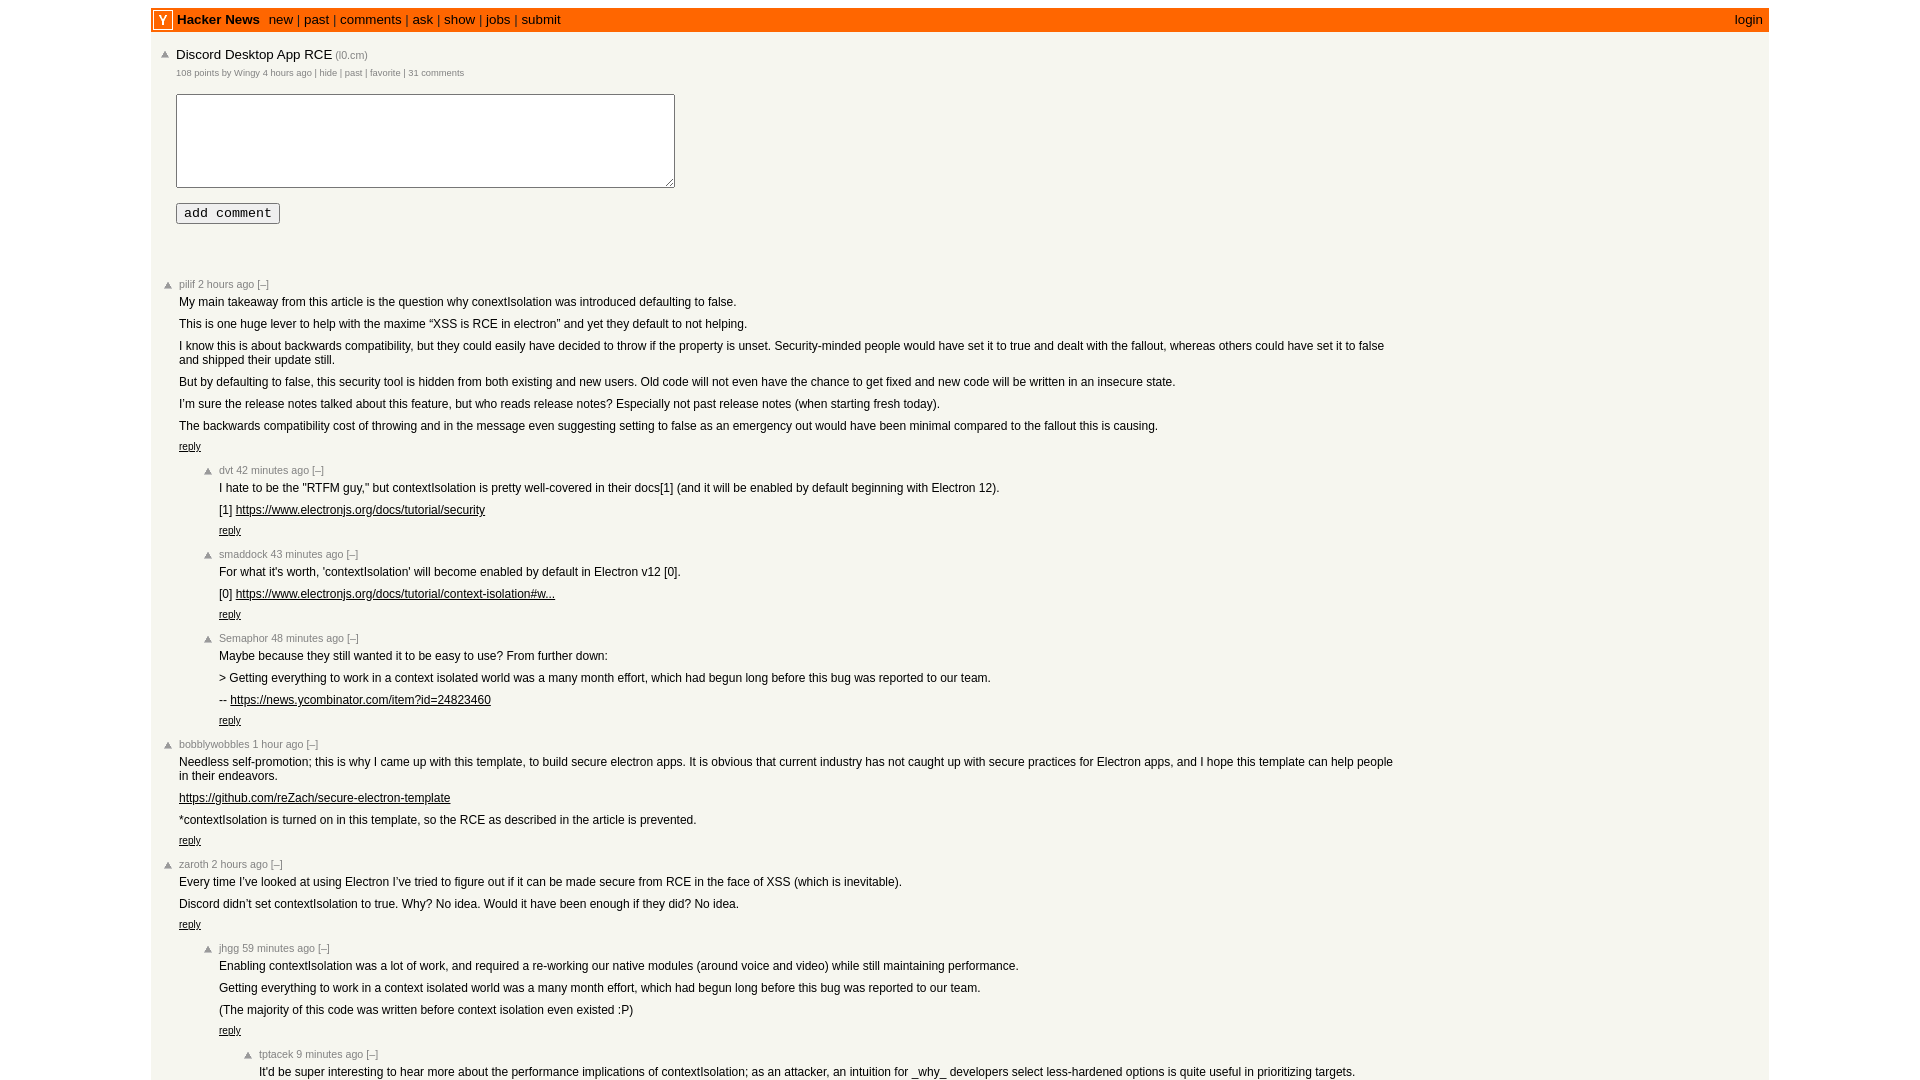 Y Hacker News new | past | comments | ask | show | jobs | submit login
Discord Desktop App RCE (l0.cm)
108 points by Wingy 4 hours ago | hide | past | favorite | 31 comments
add comment
pilif 2 hours ago [–]
My main takeaway from this article is the question why conextIsolation was introduced defaulting to false.
This is one huge lever to help with the maxime “XSS is RCE in electron” and yet they default to not helping.
I know this is about backwards compatibility, but they could easily have decided to throw if the property is unset. Security-minded people would have set it to true and dealt with the fallout, whereas others could have set it to false
and shipped their update still.
But by defaulting to false, this security tool is hidden from both existing and new users. Old code will not even have the chance to get fixed and new code will be written in an insecure state.
I’m sure the release notes talked about this feature, but who reads release notes? Especially not past release notes (when starting fresh today).
The backwards compatibility cost of throwing and in the message even suggesting setting to false as an emergency out would have been minimal compared to the fallout this is causing.
reply
dvt 42 minutes ago [–]
I hate to be the "RTFM guy," but contextIsolation is pretty well-covered in their docs[1] (and it will be enabled by default beginning with Electron 12).
[1] https://www.electronjs.org/docs/tutorial/security
reply
smaddock 43 minutes ago [–]
For what it's worth, 'contextIsolation' will become enabled by default in Electron v12 [0].
[0] https://www.electronjs.org/docs/tutorial/context-isolation#w...
reply
Semaphor 48 minutes ago [–]
Maybe because they still wanted it to be easy to use? From further down:
> Getting everything to work in a context isolated world was a many month effort, which had begun long before this bug was reported to our team.
-- https://news.ycombinator.com/item?id=24823460
reply
bobblywobbles 1 hour ago [–]
Needless self-promotion; this is why I came up with this template, to build secure electron apps. It is obvious that current industry has not caught up with secure practices for Electron apps, and I hope this template can help people
in their endeavors.
https://github.com/reZach/secure-electron-template
*contextIsolation is turned on in this template, so the RCE as described in the article is prevented.
reply
zaroth 2 hours ago [–]
Every time I’ve looked at using Electron I’ve tried to figure out if it can be made secure from RCE in the face of XSS (which is inevitable).
Discord didn’t set contextIsolation to true. Why? No idea. Would it have been enough if they did? No idea.
reply
jhgg 59 minutes ago [–]
Enabling contextIsolation was a lot of work, and required a re-working our native modules (around voice and video) while still maintaining performance.
Getting everything to work in a context isolated world was a many month effort, which had begun long before this bug was reported to our team.
(The majority of this code was written before context isolation even existed :P)
reply
tptacek 9 minutes ago [–]
It'd be super interesting to hear more about the performance implications of contextIsolation; as an attacker, an intuition for _why_ developers select less-hardened options is quite useful in prioritizing targets.